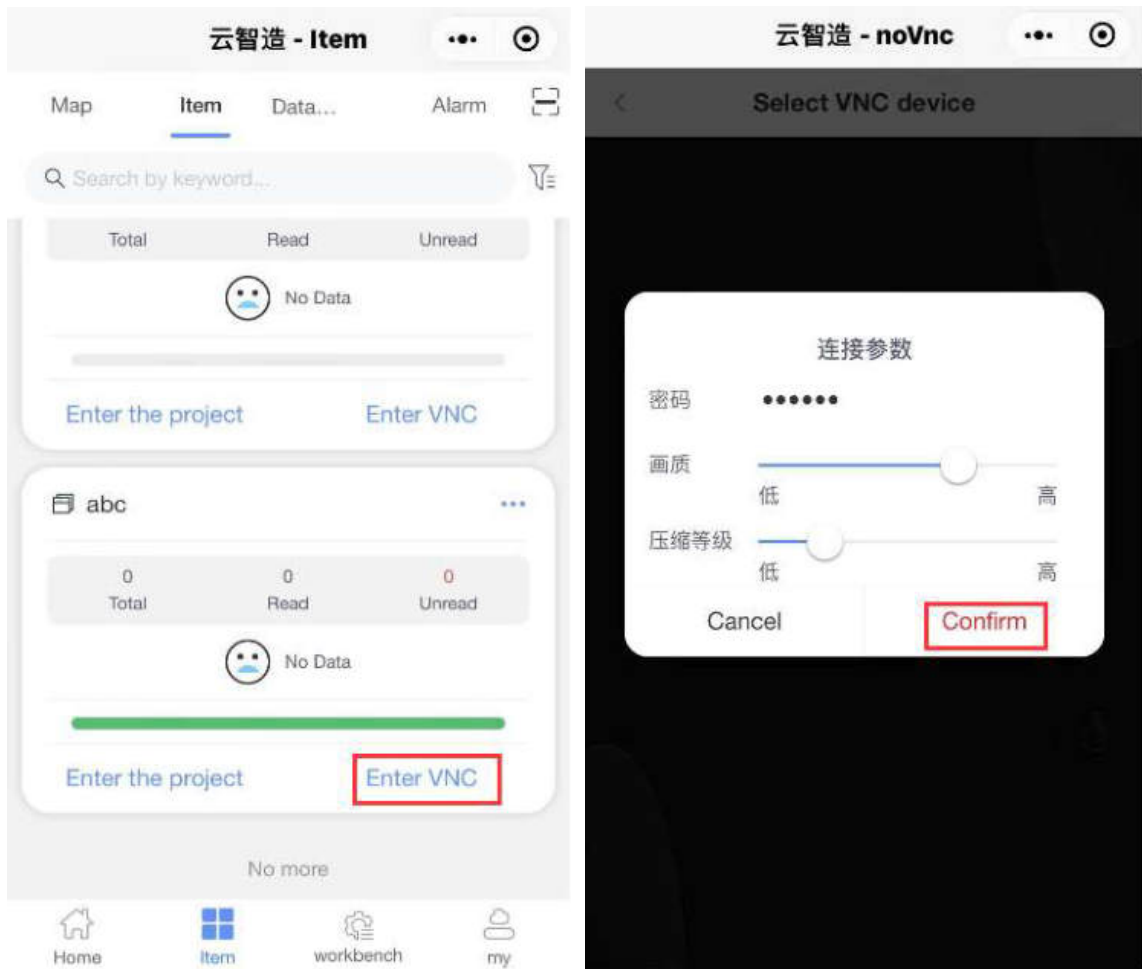 云智造 - Item
Map Item Data... Alarm
Search by keyword...
Total Read Unread
No Data
Enter the project Enter VNC
abc
0 0 0
Total Read Unread
No Data
Enter the project Enter VNC
No more
Home Item workbench my
云智造 - noVnc
Select VNC device
连接参数
密码 ••••••
画质
低 高
压缩等级
低 高
Cancel Confirm